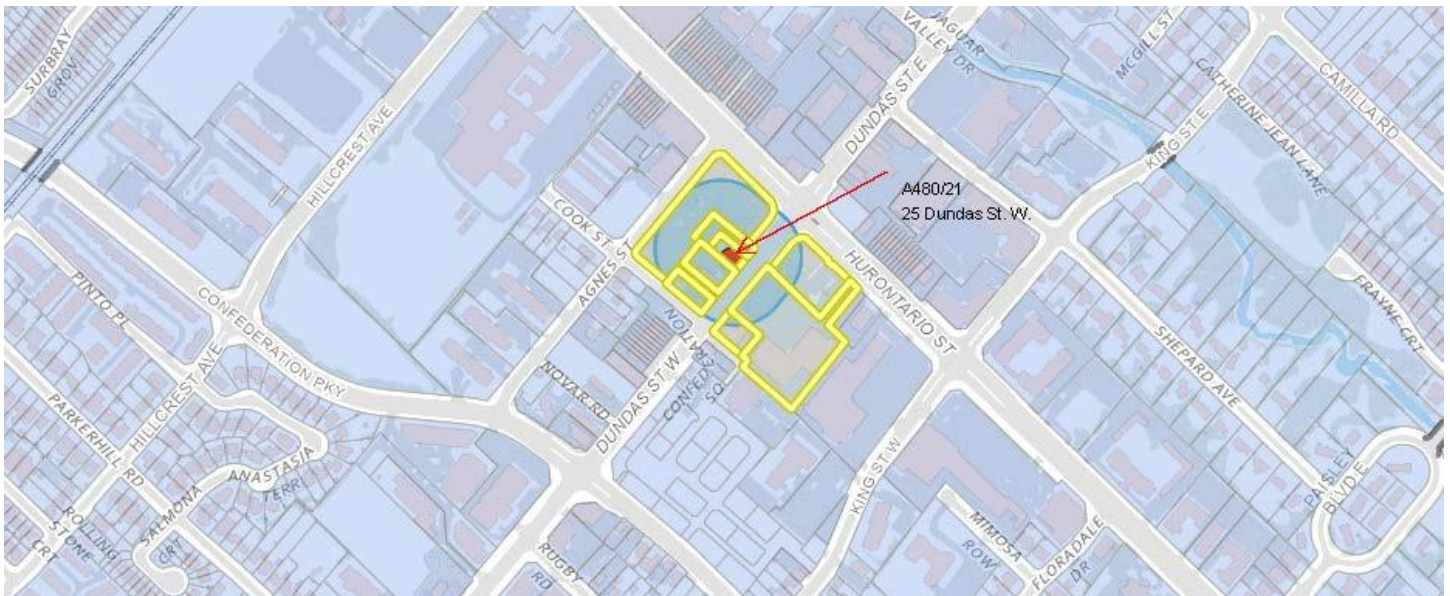 SURBRAY
GROV
HILLCREST AVE
VALLEY DR
JAGUAR
DUNDAS ST E
MCGILL ST
CATHERINE JEAN LANE
CAMILLA RD
KING ST E
A480/21
25 Dundas St. W.
COOK ST
AGNES ST
HURONTARIO ST
PINTO PL
CONFEDERATION PKY
HILLCREST AVE
NOVAR RD
DUNDAS ST W
CONFEDERATION
SQ
FRAYNE CRT
SHEPARD AVE
PARKERHILL RD
ANASTASIA
TERR
SALMONA
CRT
ROLLING
STONE
CRT
KING ST W
RUGBY
RD
MIMOSA
ROW
FLORADALE
DR
PAISLEY
BLVD E